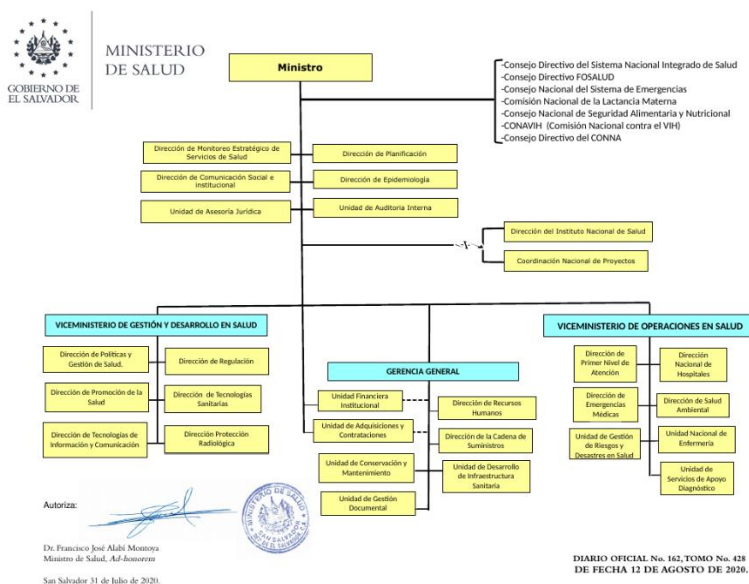 MINISTERIO
DE SALUD
GOBIERNO DE
EL SALVADOR
Ministro
-Consejo Directivo del Sistema Nacional Integrado de Salud
-Consejo Directivo FOSALUD
-Consejo Nacional del Sistema de Emergencias
-Comisión Nacional de la Lactancia Materna
-Consejo Nacional de Seguridad Alimentaria y Nutricional
-CONAVIH (Comisión Nacional contra el VIH)
-Consejo Directivo del CONNA
Dirección de Monitoreo Estratégico de
Servicios de Salud
Dirección de Planificación
Dirección de Comunicación Social e
institucional
Dirección de Epidemiología
Unidad de Asesoría Jurídica
Unidad de Auditoria Interna
Dirección del Instituto Nacional de Salud
Coordinación Nacional de Proyectos
VICEMINISTERIO DE GESTIÓN Y DESARROLLO EN SALUD
Dirección de Políticas y
Gestión de Salud.
Dirección de Regulación
Dirección de Promoción de la
Salud
Dirección de Tecnologías
Sanitarias
Dirección de Tecnologías de
Información y Comunicación
Dirección Protección
Radiológica
GERENCIA GENERAL
Unidad Financiera
Institucional
Dirección de Recursos
Humanos
Unidad de Adquisiciones y
Contrataciones
Dirección de la Cadena de
Suministros
Unidad de Conservación y
Mantenimiento
Unidad de Desarrollo
de Infraestructura
Sanitaria
Unidad de Gestión
Documental
VICEMINISTERIO DE OPERACIONES EN SALUD
Dirección de
Primer Nivel de
Atención
Dirección
Nacional de
Hospitales
Dirección de
Emergencias
Médicas
Dirección de Salud
Ambiental
Unidad de Gestión
de Riesgos y
Desastres en Salud
Unidad Nacional de
Enfermería
Unidad de
Servicios de Apoyo
Diagnóstico
Autoriza:
MINISTERIO DE SALUD
Dr. Francisco José Alabi Montoya
Ministro de Salud, Ad-honorem
San Salvador 31 de Julio de 2020.
DIARIO OFICIAL No. 162, TOMO No. 428
DE FECHA 12 DE AGOSTO DE 2020.